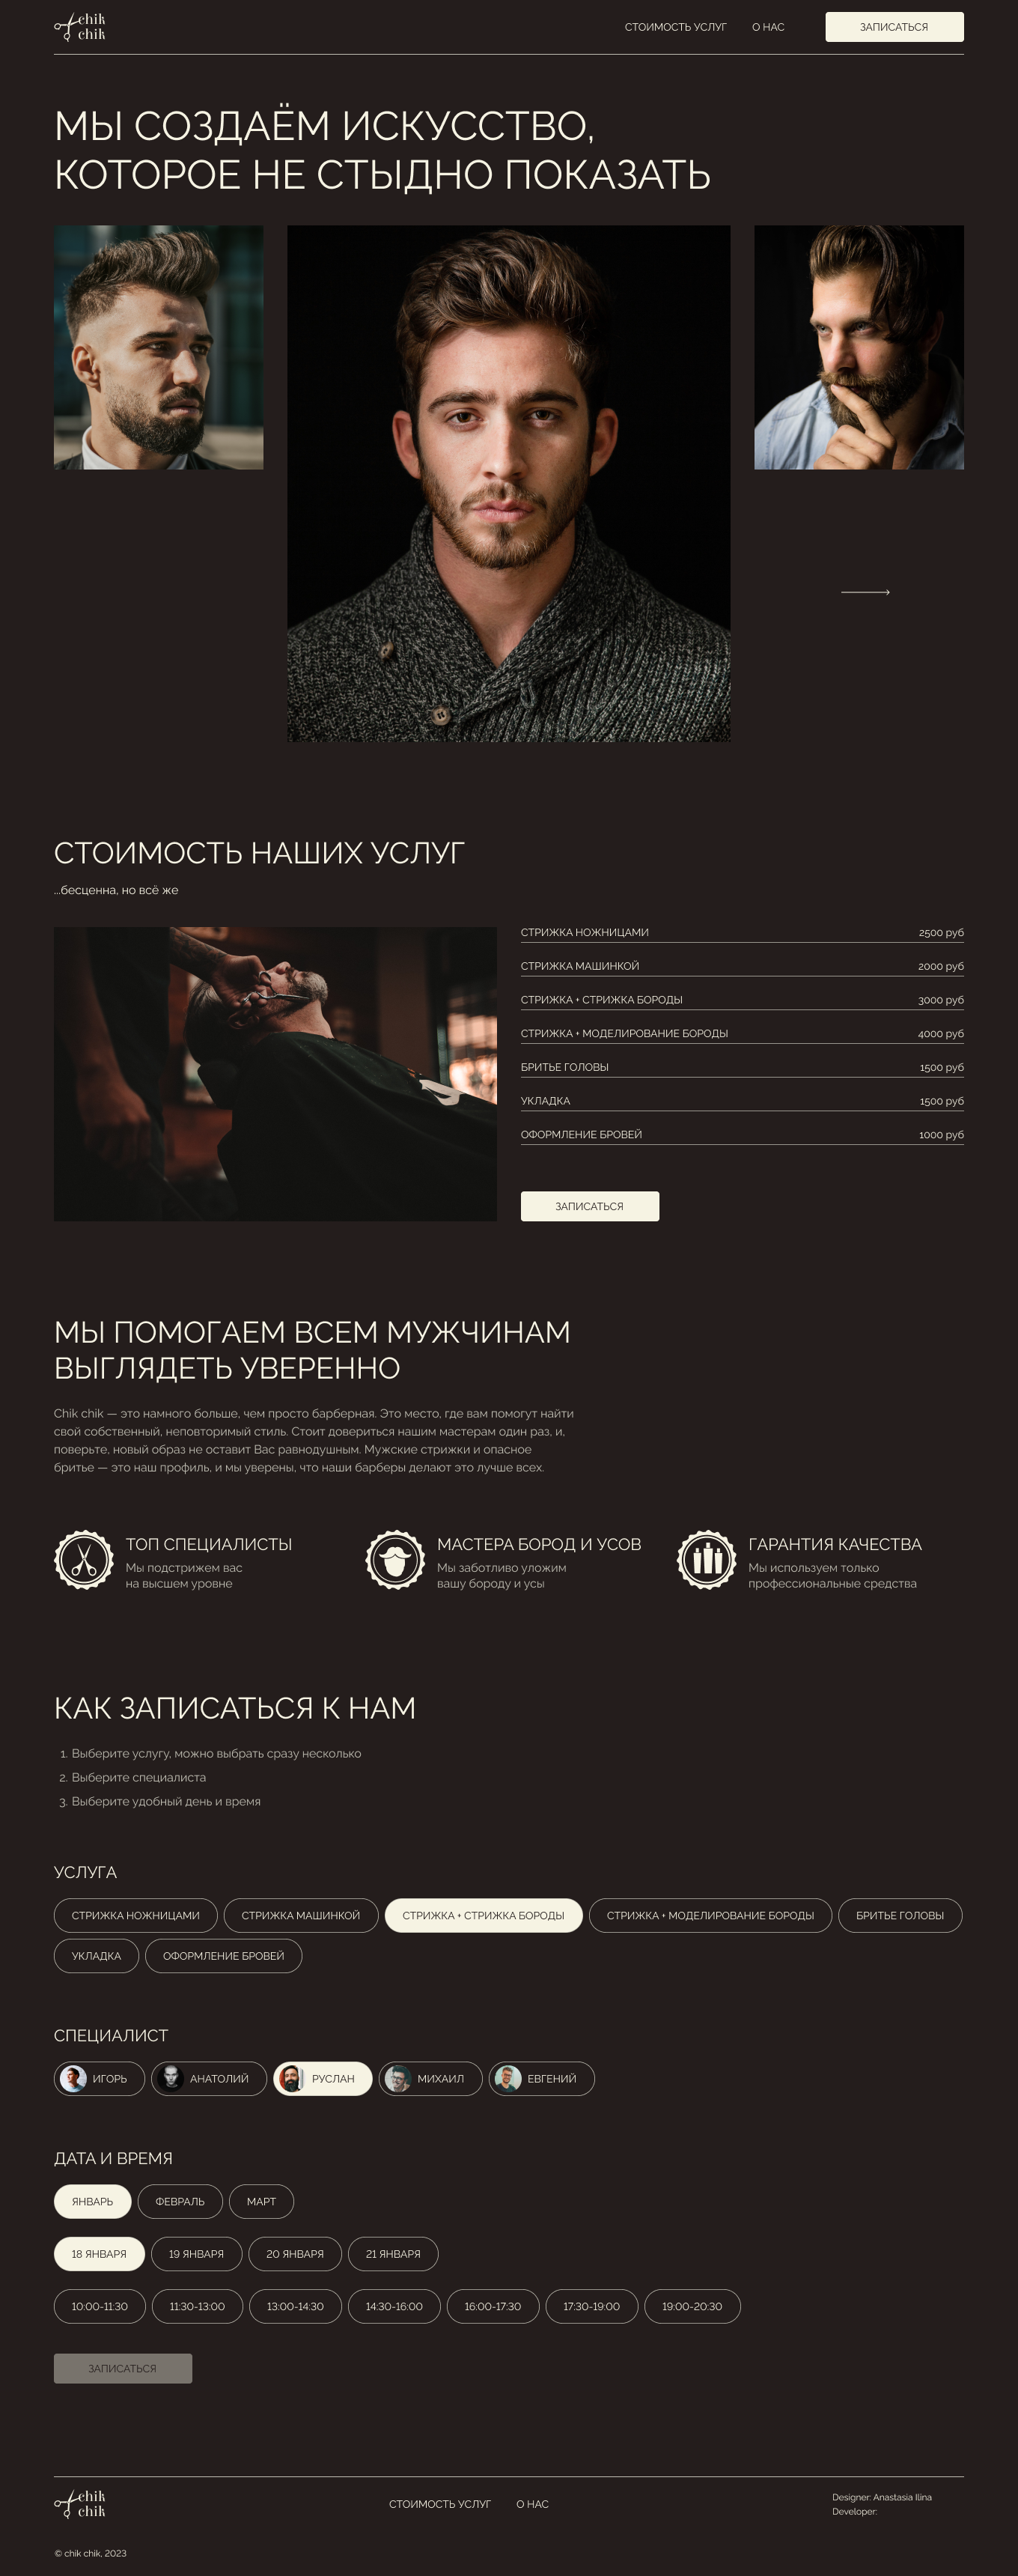 chik
chik
СТОИМОСТЬ УСЛУГ
О НАС
ЗАПИСАТЬСЯ
МЫ СОЗДАЁМ ИСКУССТВО,
КОТОРОЕ НЕ СТЫДНО ПОКАЗАТЬ
СТОИМОСТЬ НАШИХ УСЛУГ
...бесценна, но всё же
СТРИЖКА НОЖНИЦАМИ 2500 руб
СТРИЖКА МАШИНКОЙ 2000 руб
СТРИЖКА + СТРИЖКА БОРОДЫ 3000 руб
СТРИЖКА + МОДЕЛИРОВАНИЕ БОРОДЫ 4000 руб
БРИТЬЕ ГОЛОВЫ 1500 руб
УКЛАДКА 1500 руб
ОФОРМЛЕНИЕ БРОВЕЙ 1000 руб
ЗАПИСАТЬСЯ
МЫ ПОМОГАЕМ ВСЕМ МУЖЧИНАМ
ВЫГЛЯДЕТЬ УВЕРЕННО
Chik chik — это намного больше, чем просто барберная. Это место, где вам помогут найти
свой собственный, неповторимый стиль. Стоит довериться нашим мастерам один раз, и,
поверьте, новый образ не оставит Вас равнодушным. Мужские стрижки и опасное
бритье — это наш профиль, и мы уверены, что наши барберы делают это лучше всех.
ТОП СПЕЦИАЛИСТЫ
Мы подстрижем вас
на высшем уровне
МАСТЕРА БОРОД И УСОВ
Мы заботливо уложим
вашу бороду и усы
ГАРАНТИЯ КАЧЕСТВА
Мы используем только
профессиональные средства
КАК ЗАПИСАТЬСЯ К НАМ
1. Выберите услугу, можно выбрать сразу несколько
2. Выберите специалиста
3. Выберите удобный день и время
УСЛУГА
СТРИЖКА НОЖНИЦАМИ
СТРИЖКА МАШИНКОЙ
СТРИЖКА + СТРИЖКА БОРОДЫ
СТРИЖКА + МОДЕЛИРОВАНИЕ БОРОДЫ
БРИТЬЕ ГОЛОВЫ
УКЛАДКА
ОФОРМЛЕНИЕ БРОВЕЙ
СПЕЦИАЛИСТ
ИГОРЬ
АНАТОЛИЙ
РУСЛАН
МИХАИЛ
ЕВГЕНИЙ
ДАТА И ВРЕМЯ
ЯНВАРЬ
ФЕВРАЛЬ
МАРТ
18 ЯНВАРЯ
19 ЯНВАРЯ
20 ЯНВАРЯ
21 ЯНВАРЯ
10:00-11:30
11:30-13:00
13:00-14:30
14:30-16:00
16:00-17:30
17:30-19:00
19:00-20:30
ЗАПИСАТЬСЯ
chik
chik
СТОИМОСТЬ УСЛУГ
О НАС
Designer: Anastasia Ilina
Developer:
© chik chik, 2023